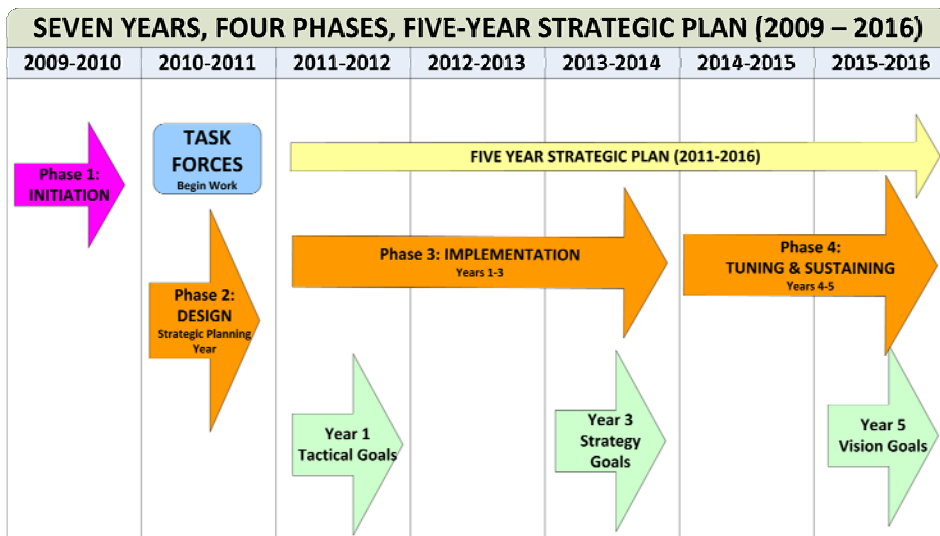 SEVEN YEARS, FOUR PHASES, FIVE-YEAR STRATEGIC PLAN (2009 – 2016)
2009-2010
2010-2011
2011-2012
2012-2013
2013-2014
2014-2015
2015-2016
Phase 1:
INITIATION
TASK
FORCES
Begin Work
FIVE YEAR STRATEGIC PLAN (2011-2016)
Phase 2:
DESIGN
Strategic Planning
Year
Phase 3: IMPLEMENTATION
Years 1-3
Phase 4:
TUNING & SUSTAINING
Years 4-5
Year 1
Tactical Goals
Year 3
Strategy
Goals
Year 5
Vision Goals